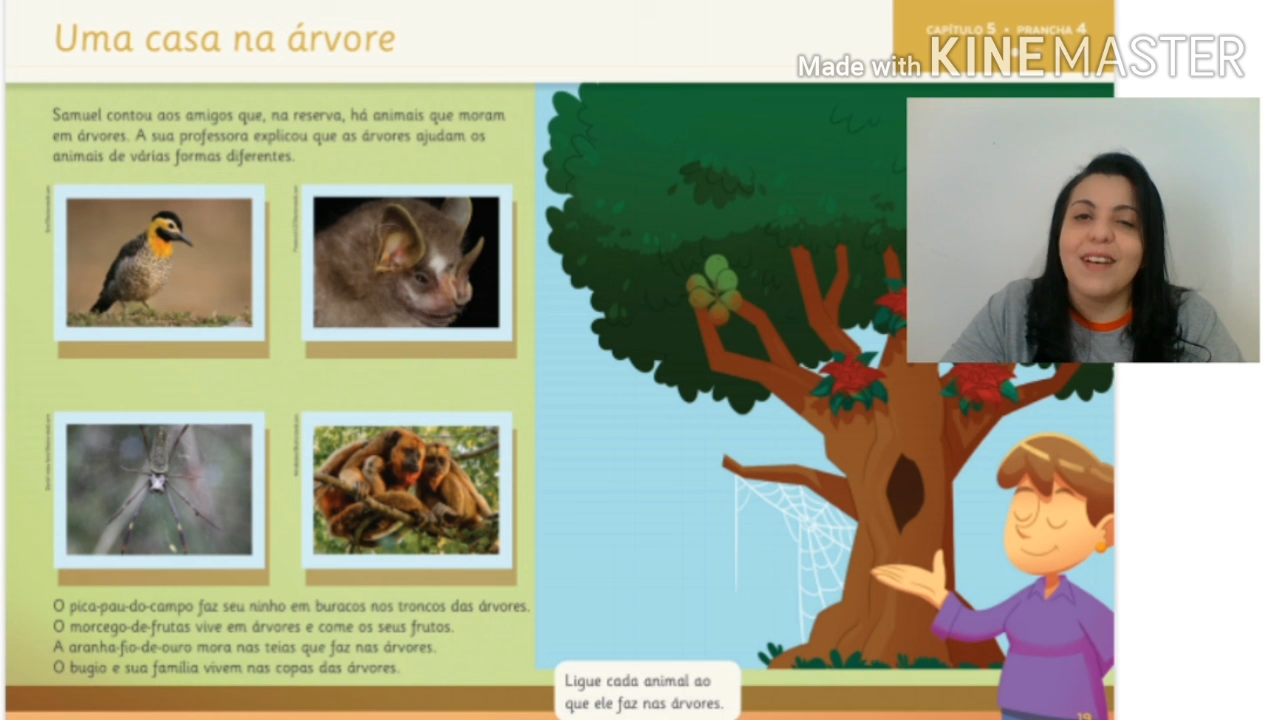 Uma casa na árvore
CAPÍTULO 5 • PRANCHA 4
Made with KINEMASTER
Samuel contou aos amigos que, na reserva, há animais que moram
em árvores. A sua professora explicou que as árvores ajudam os
animais de várias formas diferentes.
O pica-pau-do-campo faz seu ninho em buracos nos troncos das árvores.
O morcego-de-frutas vive em árvores e come os seus frutos.
A aranha-fio-de-ouro mora nas teias que faz nas árvores.
O bugio e sua família vivem nas copas das árvores.
Ligue cada animal ao
que ele faz nas árvores.
19